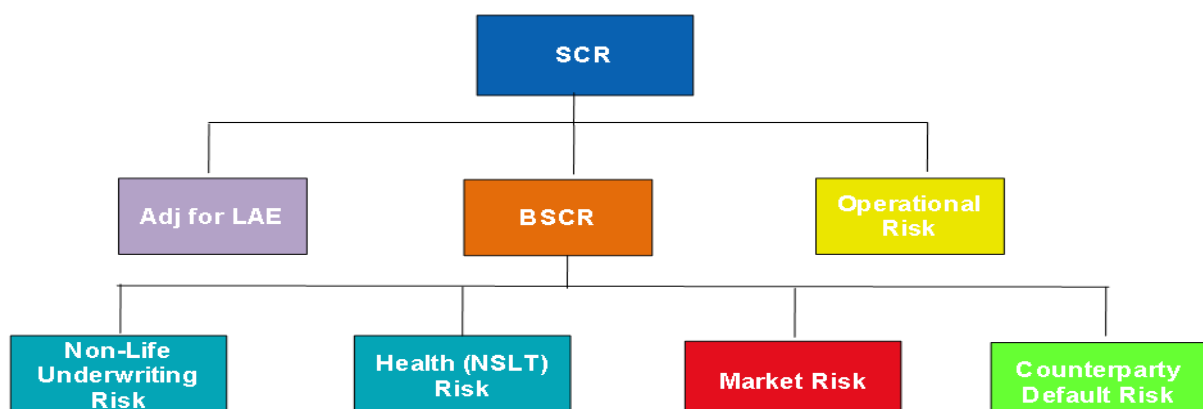 SCR
Adj for LAE
BSCR
Operational
Risk
Non-Life
Underwriting
Risk
Health (NSLT)
Risk
Market Risk
Counterparty
Default Risk